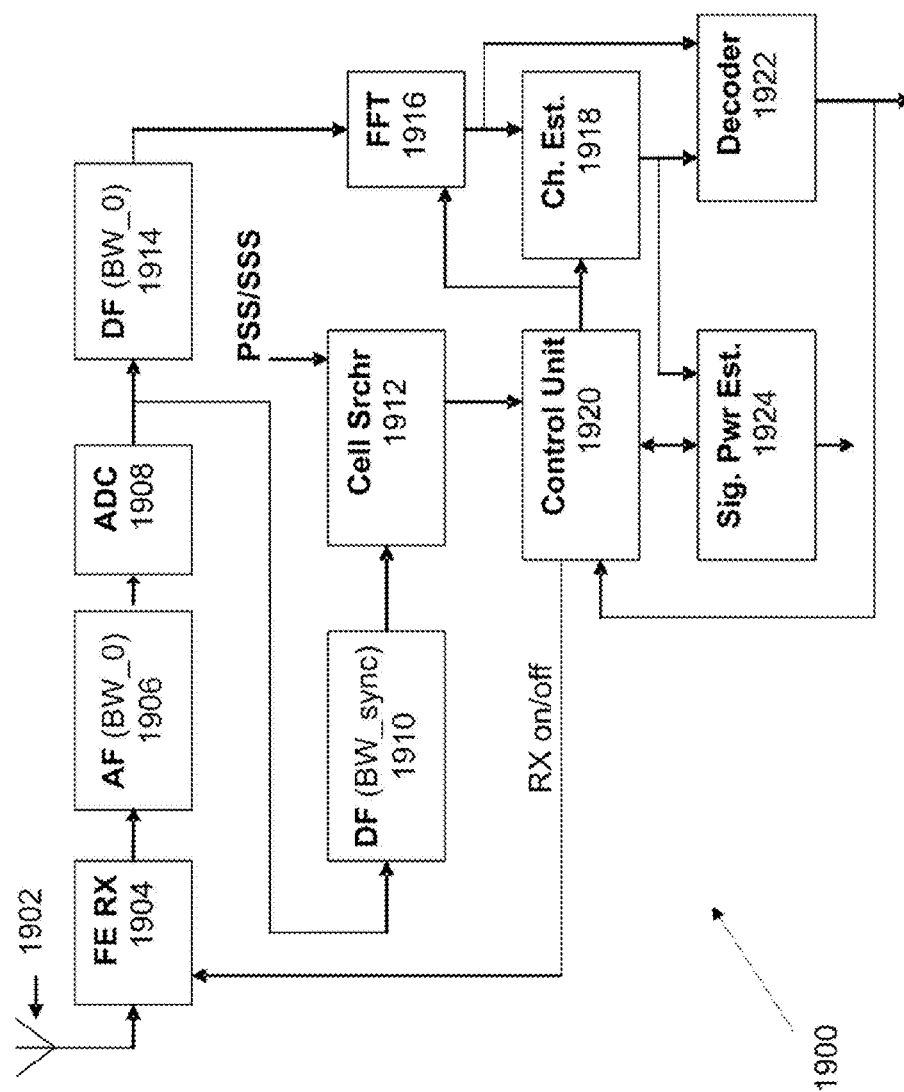 1902
FE RX
1904
AF (BW_0)
1906
ADC
1908
DF (BW_0)
1914
PSS/SSS
DF (BW_sync)
1910
Cell Srchr
1912
FFT
1916
RX on/off
Control Unit
1920
Ch. Est.
1918
Sig. Pwr Est.
1924
Decoder
1922
1900